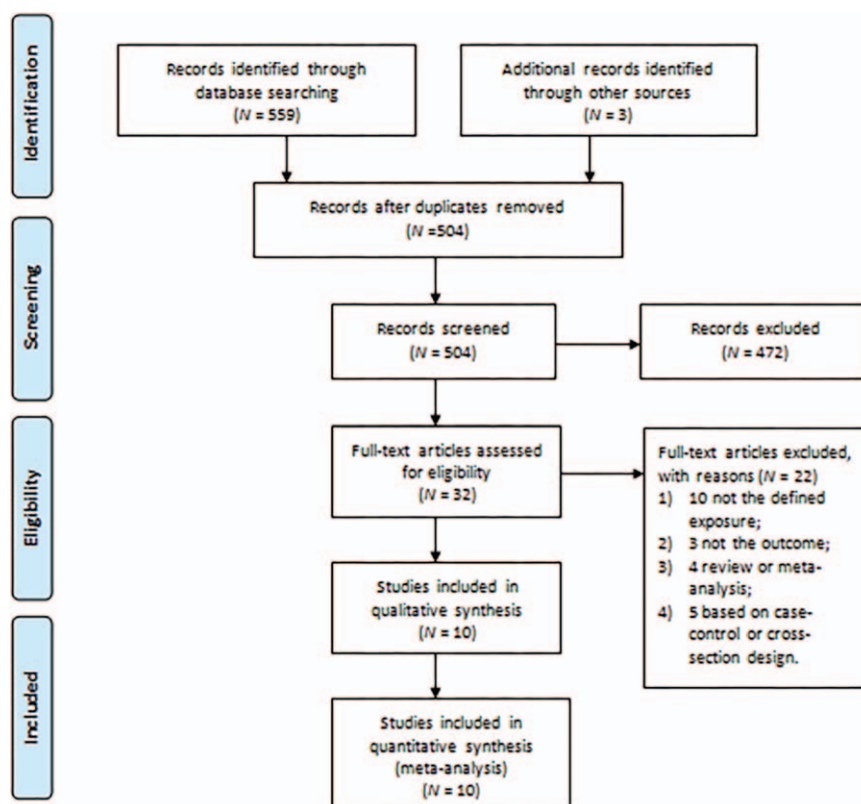 Identification
Records identified through
database searching
(N = 559)
Additional records identified
through other sources
(N = 3)
Records after duplicates removed
(N =504)
Screening
Records screened
(N = 504)
Records excluded
(N = 472)
Eligibility
Full-text articles assessed
for eligibility
(N = 32)
Full-text articles excluded,
with reasons (N = 22)
1) 10 not the defined
exposure;
2) 3 not the outcome;
3) 4 review or meta-
analysis;
4) 5 based on case-
control or cross-
section design.
Studies included in
qualitative synthesis
(N = 10)
Included
Studies included in
quantitative synthesis
(meta-analysis)
(N = 10)